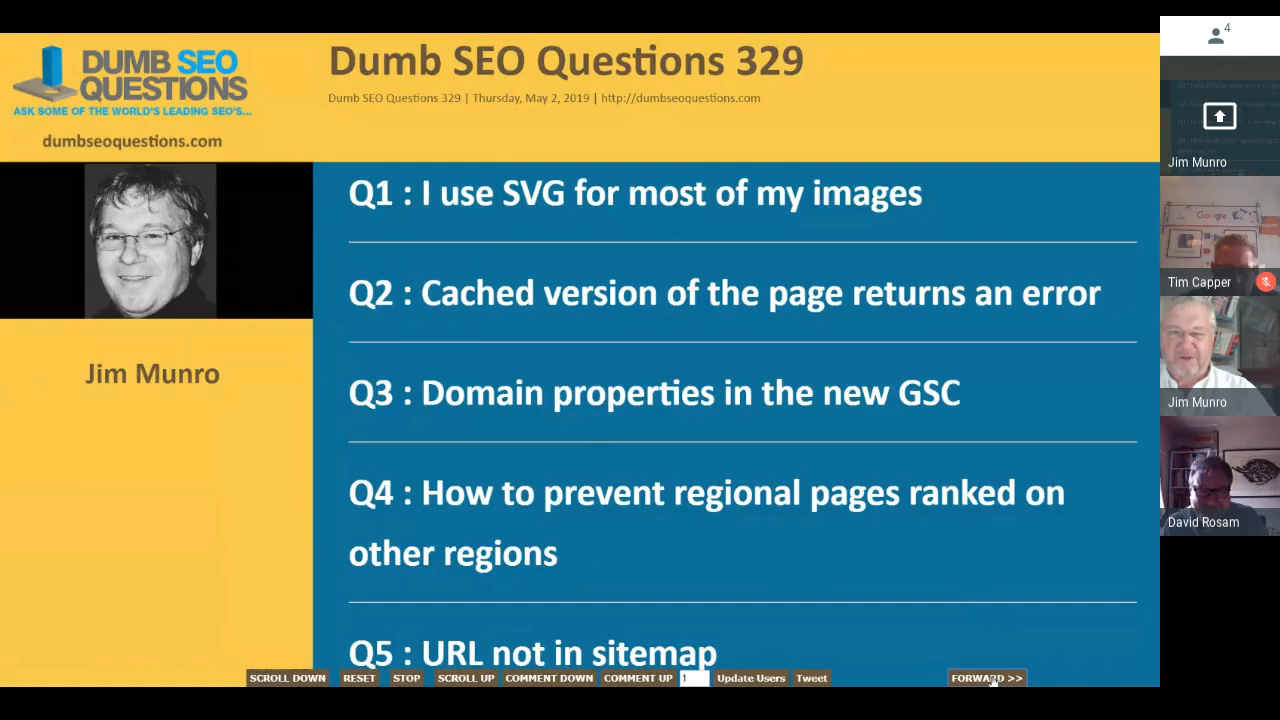 DUMB SEO
QUESTIONS
ASK SOME OF THE WORLD'S LEADING SEO'S...
dumbseoquestions.com
Dumb SEO Questions 329
Dumb SEO Questions 329 | Thursday, May 2, 2019 | http://dumbseoquestions.com
Jim Munro
Q1 : I use SVG for most of my images
Q2 : Cached version of the page returns an error
Q3 : Domain properties in the new GSC
Q4 : How to prevent regional pages ranked on
other regions
Q5 : URL not in sitemap
SCROLL DOWN RESET STOP SCROLL UP COMMENT DOWN COMMENT UP 1 Update Users Tweet FORWARD >>
4
Jim Munro
Google
Tim Capper
Jim Munro
David Rosam